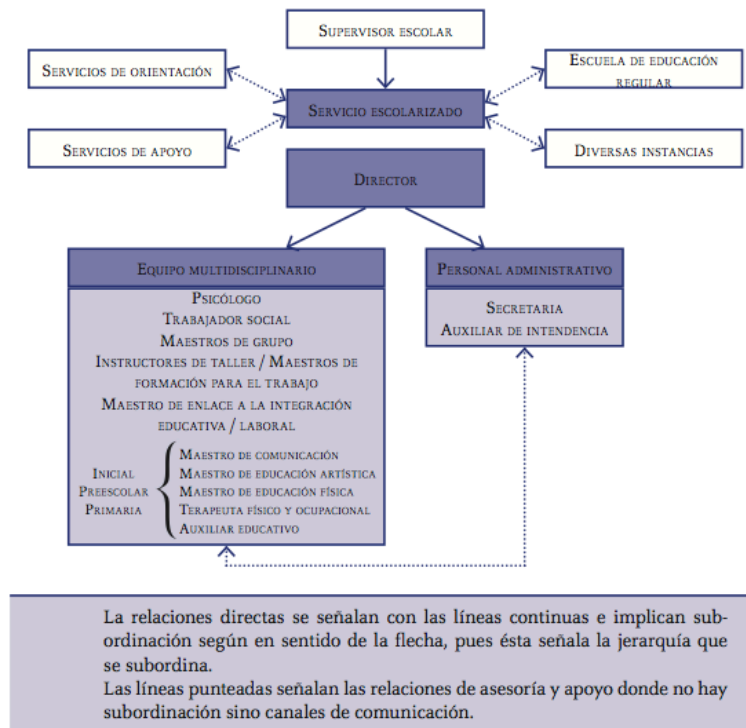 Supervisor escolar
Servicios de orientación
Escuela de educación
regular
Servicio escolarizado
Servicios de apoyo
Diversas instancias
Director
Equipo multidisciplinario
Personal administrativo
Psicólogo
Trabajador social
Maestros de grupo
Instructores de taller / Maestros de
formación para el trabajo
Maestro de enlace a la integración
educativa / laboral
Inicial
Preescolar
Primaria
Maestro de comunicación
Maestro de educación artística
Maestro de educación física
Terapeuta físico y ocupacional
Auxiliar educativo
Secretaria
Auxiliar de intendencia
La relaciones directas se señalan con las líneas continuas e implican sub-
ordinación según en sentido de la flecha, pues ésta señala la jerarquía que
se subordina.
Las líneas punteadas señalan las relaciones de asesoría y apoyo donde no hay
subordinación sino canales de comunicación.